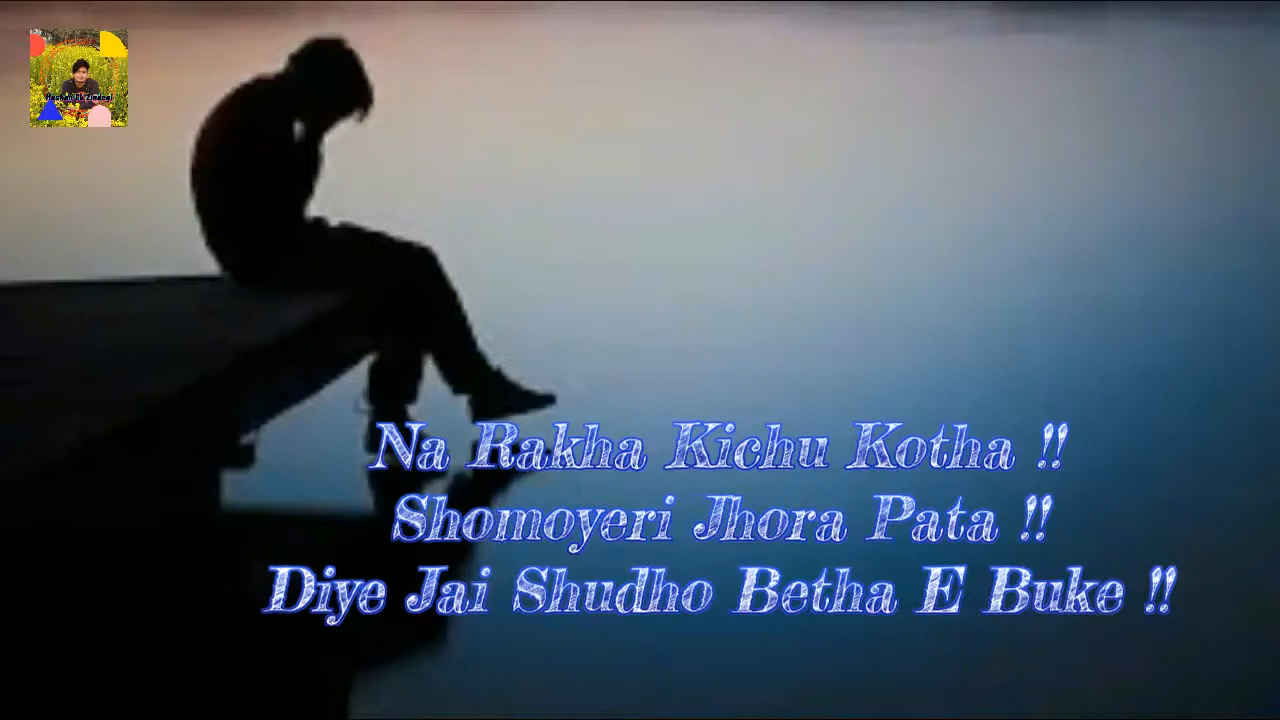 Na Rakha Kichu Kotha !!
Shomoyeri Jhora Pata !!
Diye Jai Shudho Betha E Buke !!